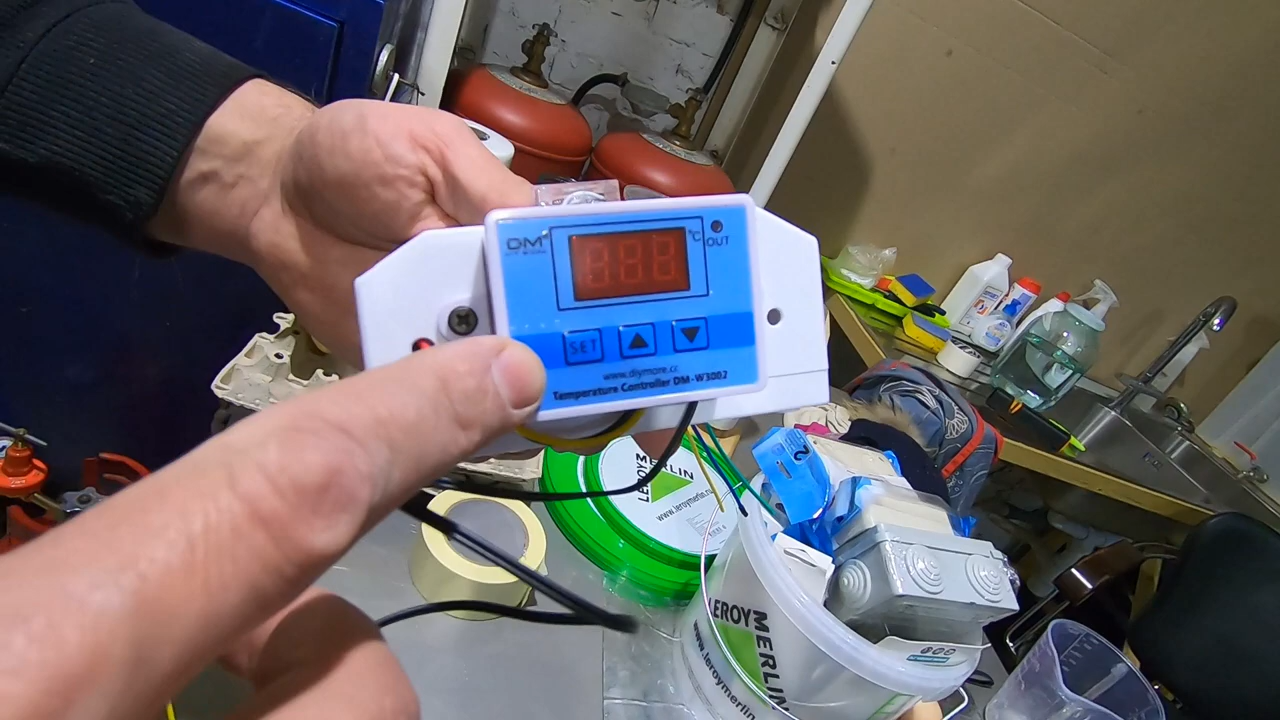 DM
°C
OUT
888
SET
www.diymore.cc
Temperature Controller DM-W3002
LEROY MERLIN
www.leroymerlin.ru
2
LEROY
MERLIN
www.leroymerlin